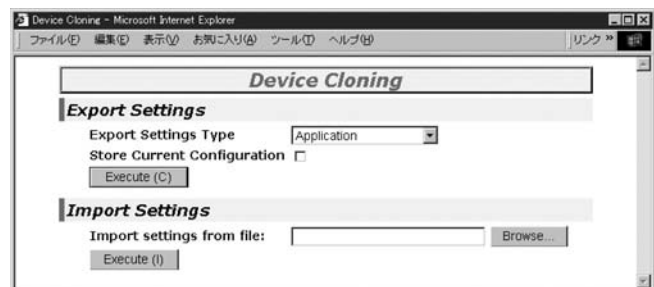 Device Cloning - Microsoft Internet Explorer
ファイル(F) 編集(E) 表示(V) お気に入り(A) ツール(T) ヘルプ(H) リンク »
Device Cloning
Export Settings
Export Settings Type Application
Store Current Configuration
Execute (C)
Import Settings
Import settings from file: Browse...
Execute (I)